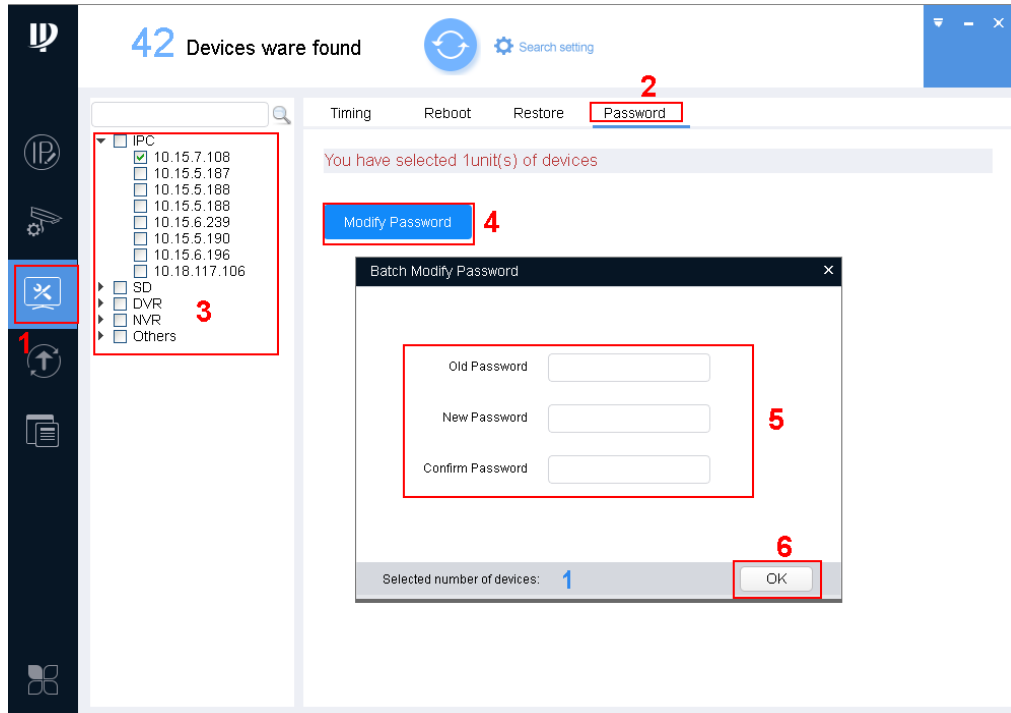 IP
42 Devices ware found
Search setting
2
Timing Reboot Restore Password
IPC
10.15.7.108
10.15.5.187
10.15.5.188
10.15.5.188
10.15.6.239
10.15.5.190
10.15.6.196
10.18.117.106
SD
DVR
NVR
Others
3
1
IP
You have selected 1unit(s) of devices
Modify Password
4
Batch Modify Password
Old Password
New Password
Confirm Password
5
6
Selected number of devices: 1
OK